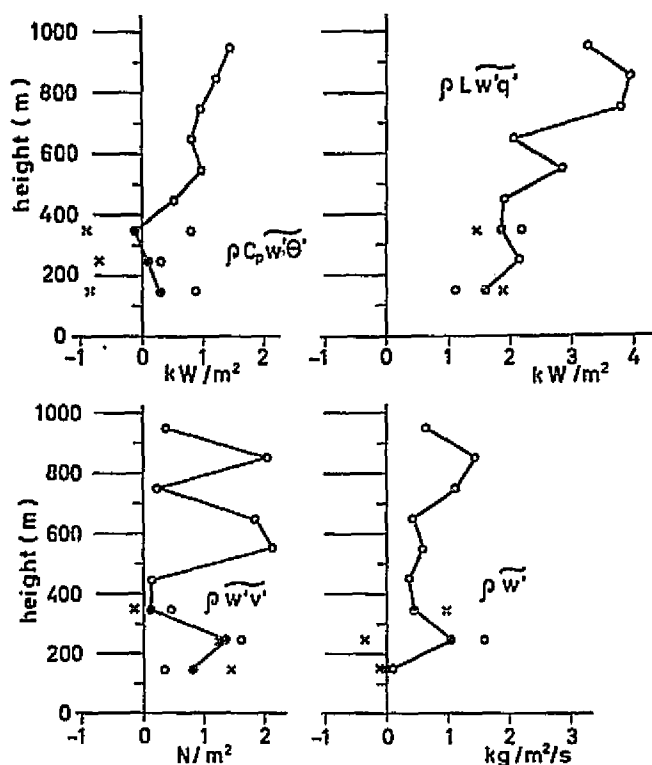 1000
800
600
400
200
0
height (m)
ρ C_p w'Θ'
-1 0 1 2
kW/m²
ρ L w'q'
-1 0 1 2 3 4
kW/m²
1000
800
600
400
200
0
height (m)
ρ w'v'
0 1 2
N/m²
ρ w'
-1 0 1 2 3
kg/m²/s